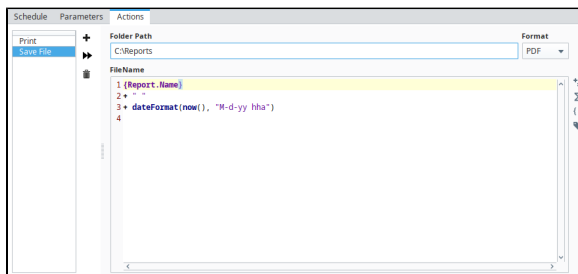 Schedule Parameters Actions
Print
Save File
Folder Path
Format
C:\Reports
PDF
FileName
1 {Report.Name}
2 + " "
3 + dateFormat(now(), "M-d-yy hha")
4